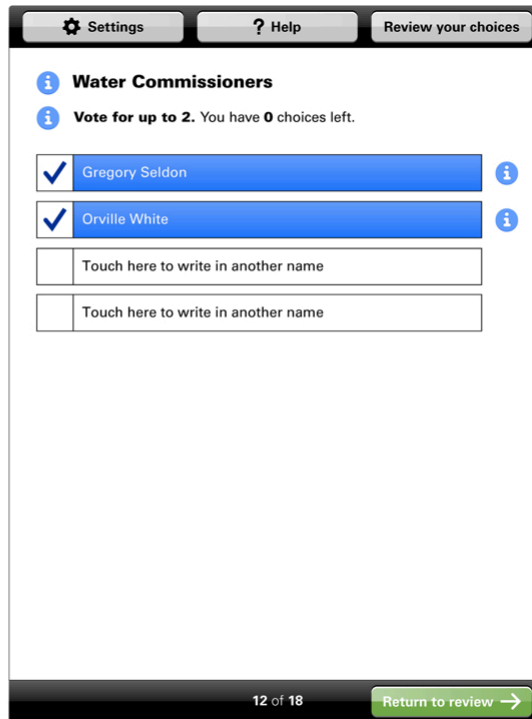 Settings
? Help
Review your choices
Water Commissioners
Vote for up to 2. You have 0 choices left.
Gregory Seldon
Orville White
Touch here to write in another name
Touch here to write in another name
12 of 18
Return to review